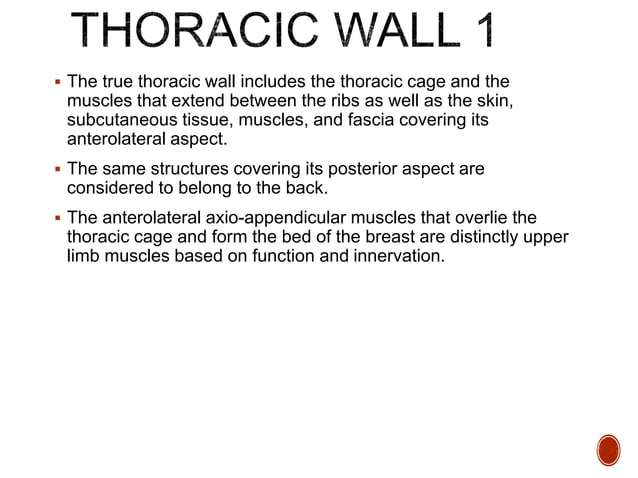 THORACIC WALL 1
▪ The true thoracic wall includes the thoracic cage and the
muscles that extend between the ribs as well as the skin,
subcutaneous tissue, muscles, and fascia covering its
anterolateral aspect.
▪ The same structures covering its posterior aspect are
considered to belong to the back.
▪ The anterolateral axio-appendicular muscles that overlie the
thoracic cage and form the bed of the breast are distinctly upper
limb muscles based on function and innervation.